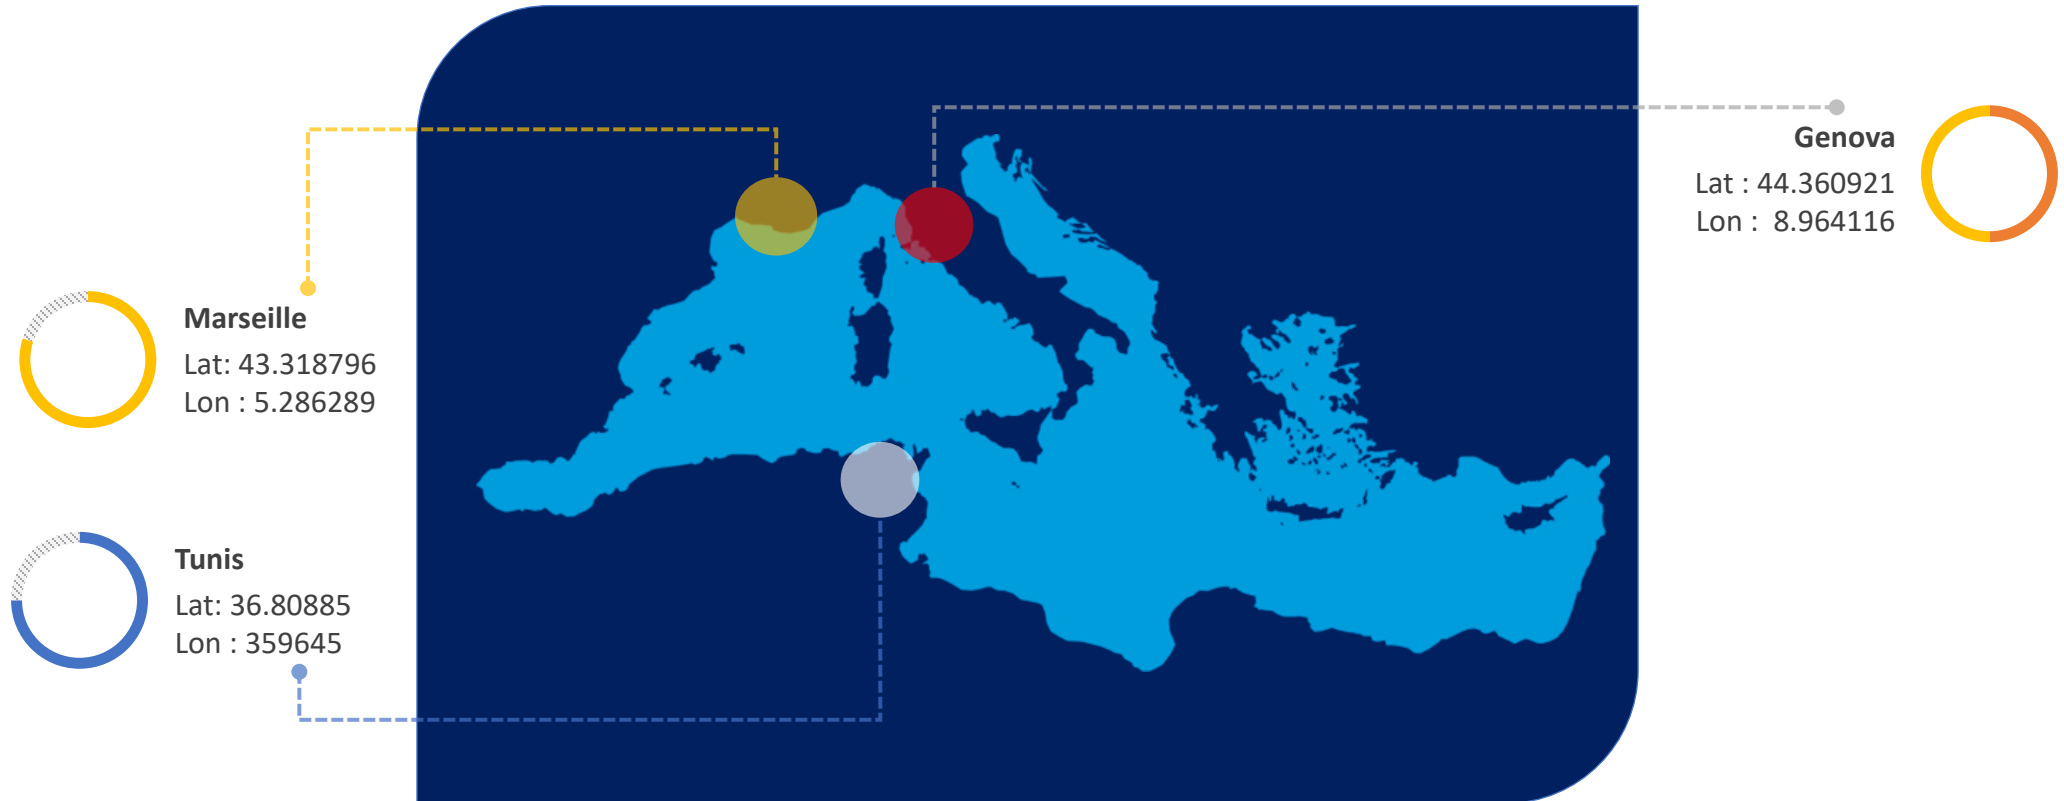 Genova
Lat : 44.360921
Lon :  8.964116
Marseille
Lat: 43.318796
Lon : 5.286289
Tunis
Lat: 36.80885
Lon : 359645